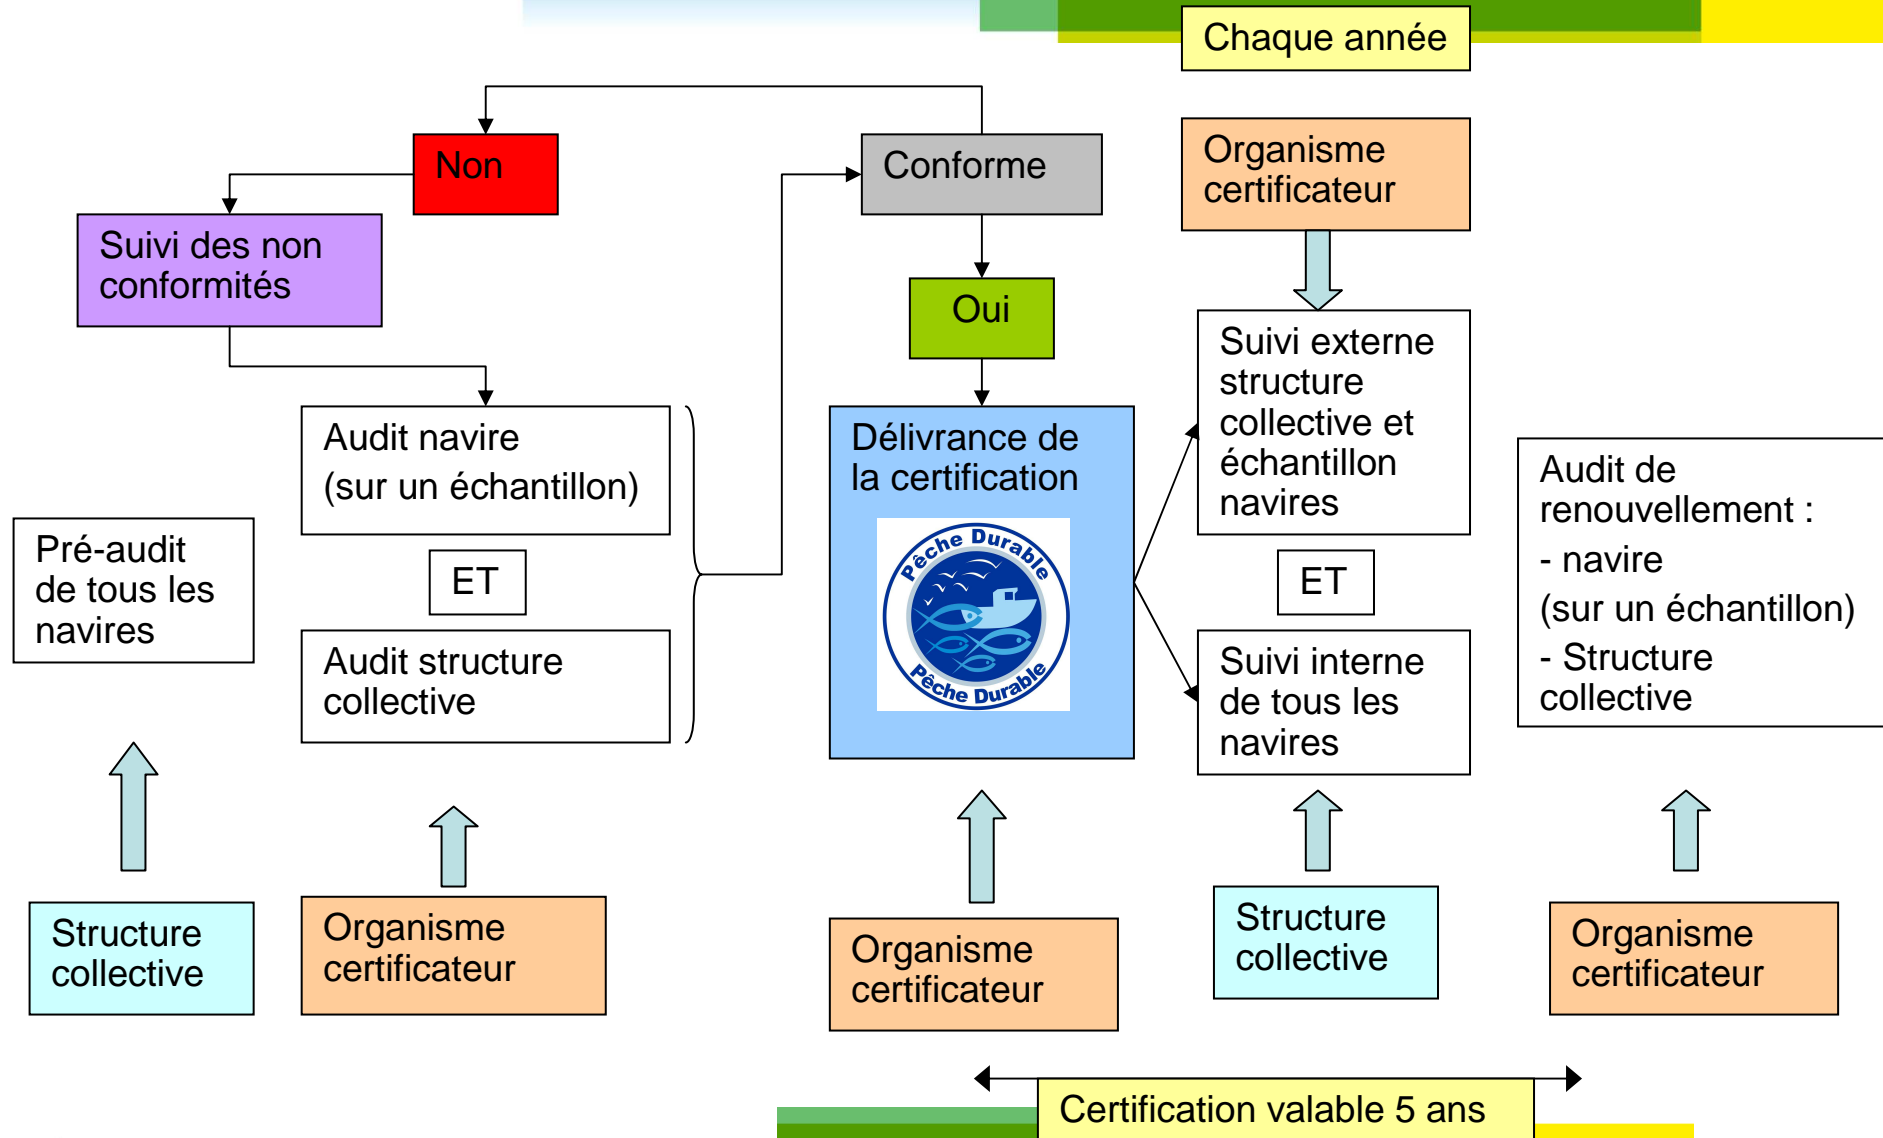 Chaque année
Non
Conforme
Organisme
certificateur
Suivi des non
conformités
Oui
Audit navire
(sur un échantillon)
Délivrance de
la certification
Suivi externe
structure
collective et
échantillon
navires
Audit de
renouvellement :
- navire
(sur un échantillon)
- Structure
collective
Pré-audit
de tous les
navires
ET
Pêche Durable
Pêche Durable
ET
Audit structure
collective
Suivi interne
de tous les
navires
Structure
collective
Organisme
certificateur
Organisme
certificateur
Structure
collective
Organisme
certificateur
Certification valable 5 ans